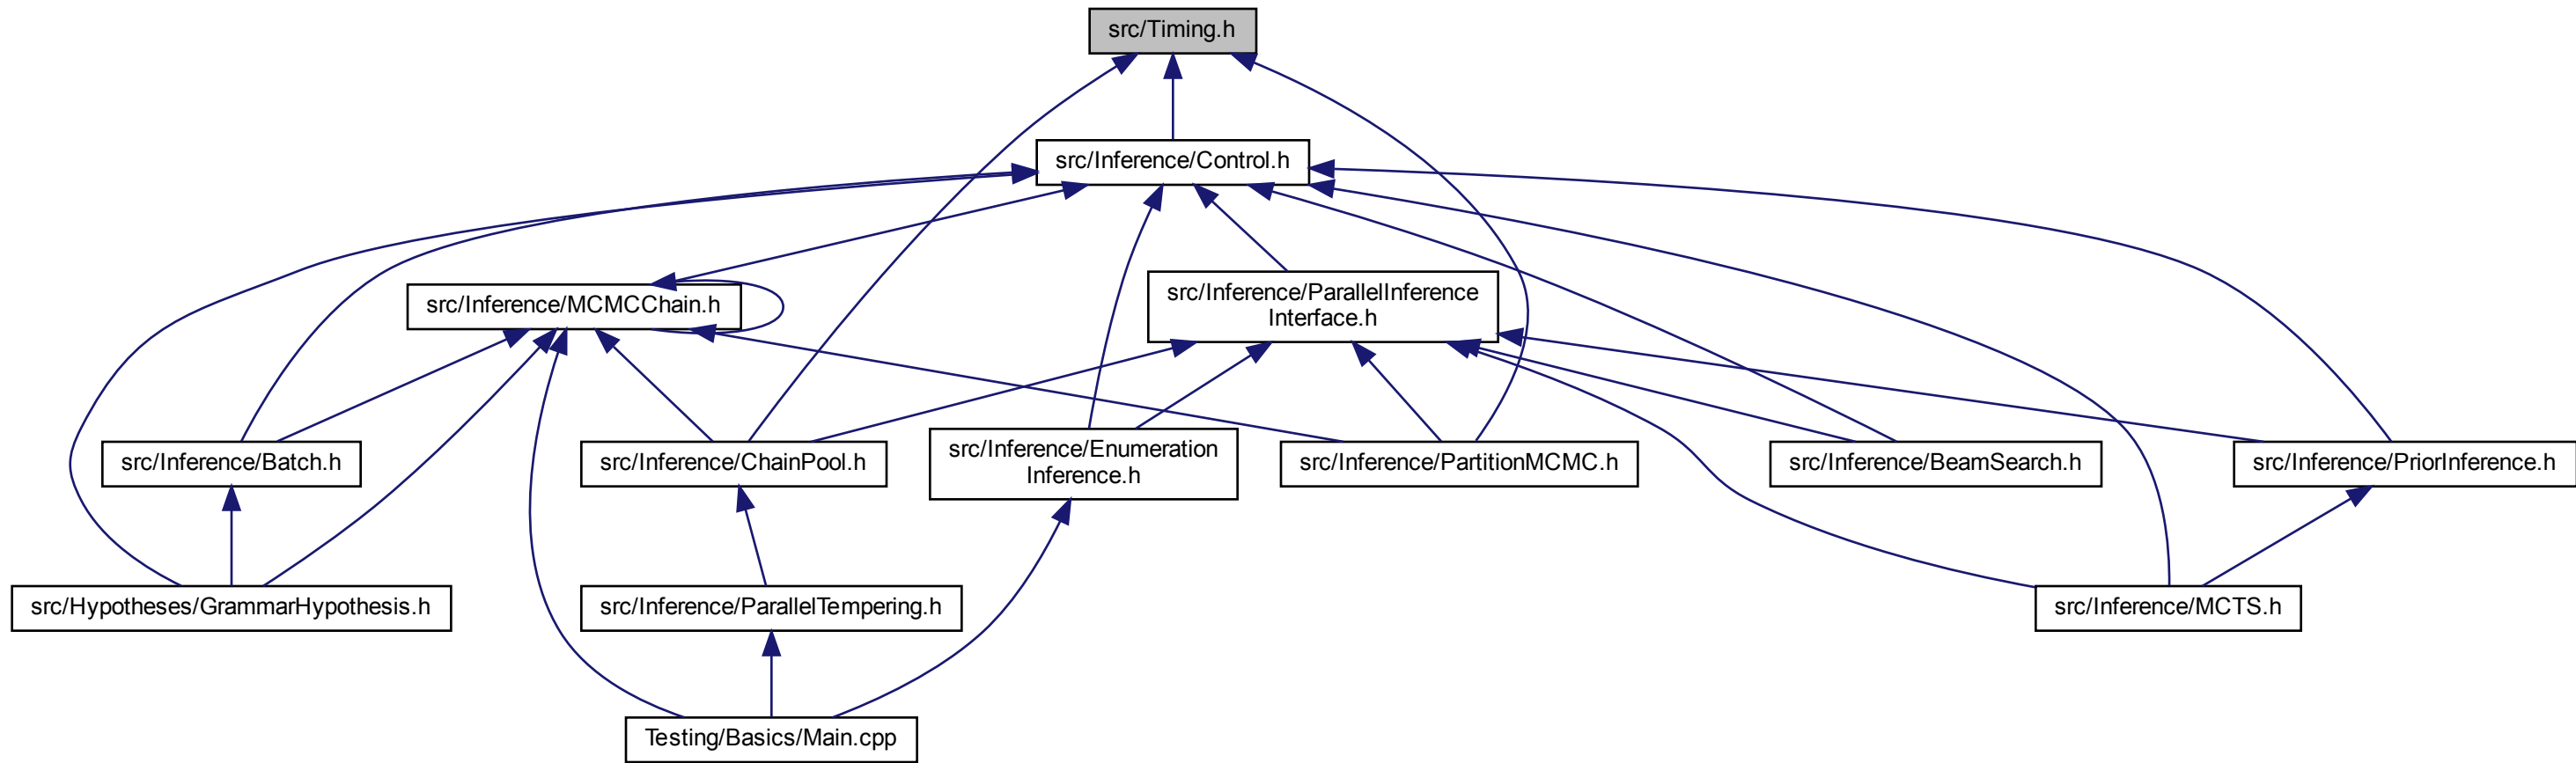 src/Timing.h
src/Inference/Control.h
src/Inference/MCMCChain.h
src/Inference/ParallelInference
Interface.h
src/Inference/Batch.h
src/Inference/ChainPool.h
src/Inference/Enumeration
Inference.h
src/Inference/PartitionMCMC.h
src/Inference/BeamSearch.h
src/Inference/PriorInference.h
src/Hypotheses/GrammarHypothesis.h
src/Inference/ParallelTempering.h
src/Inference/MCTS.h
Testing/Basics/Main.cpp